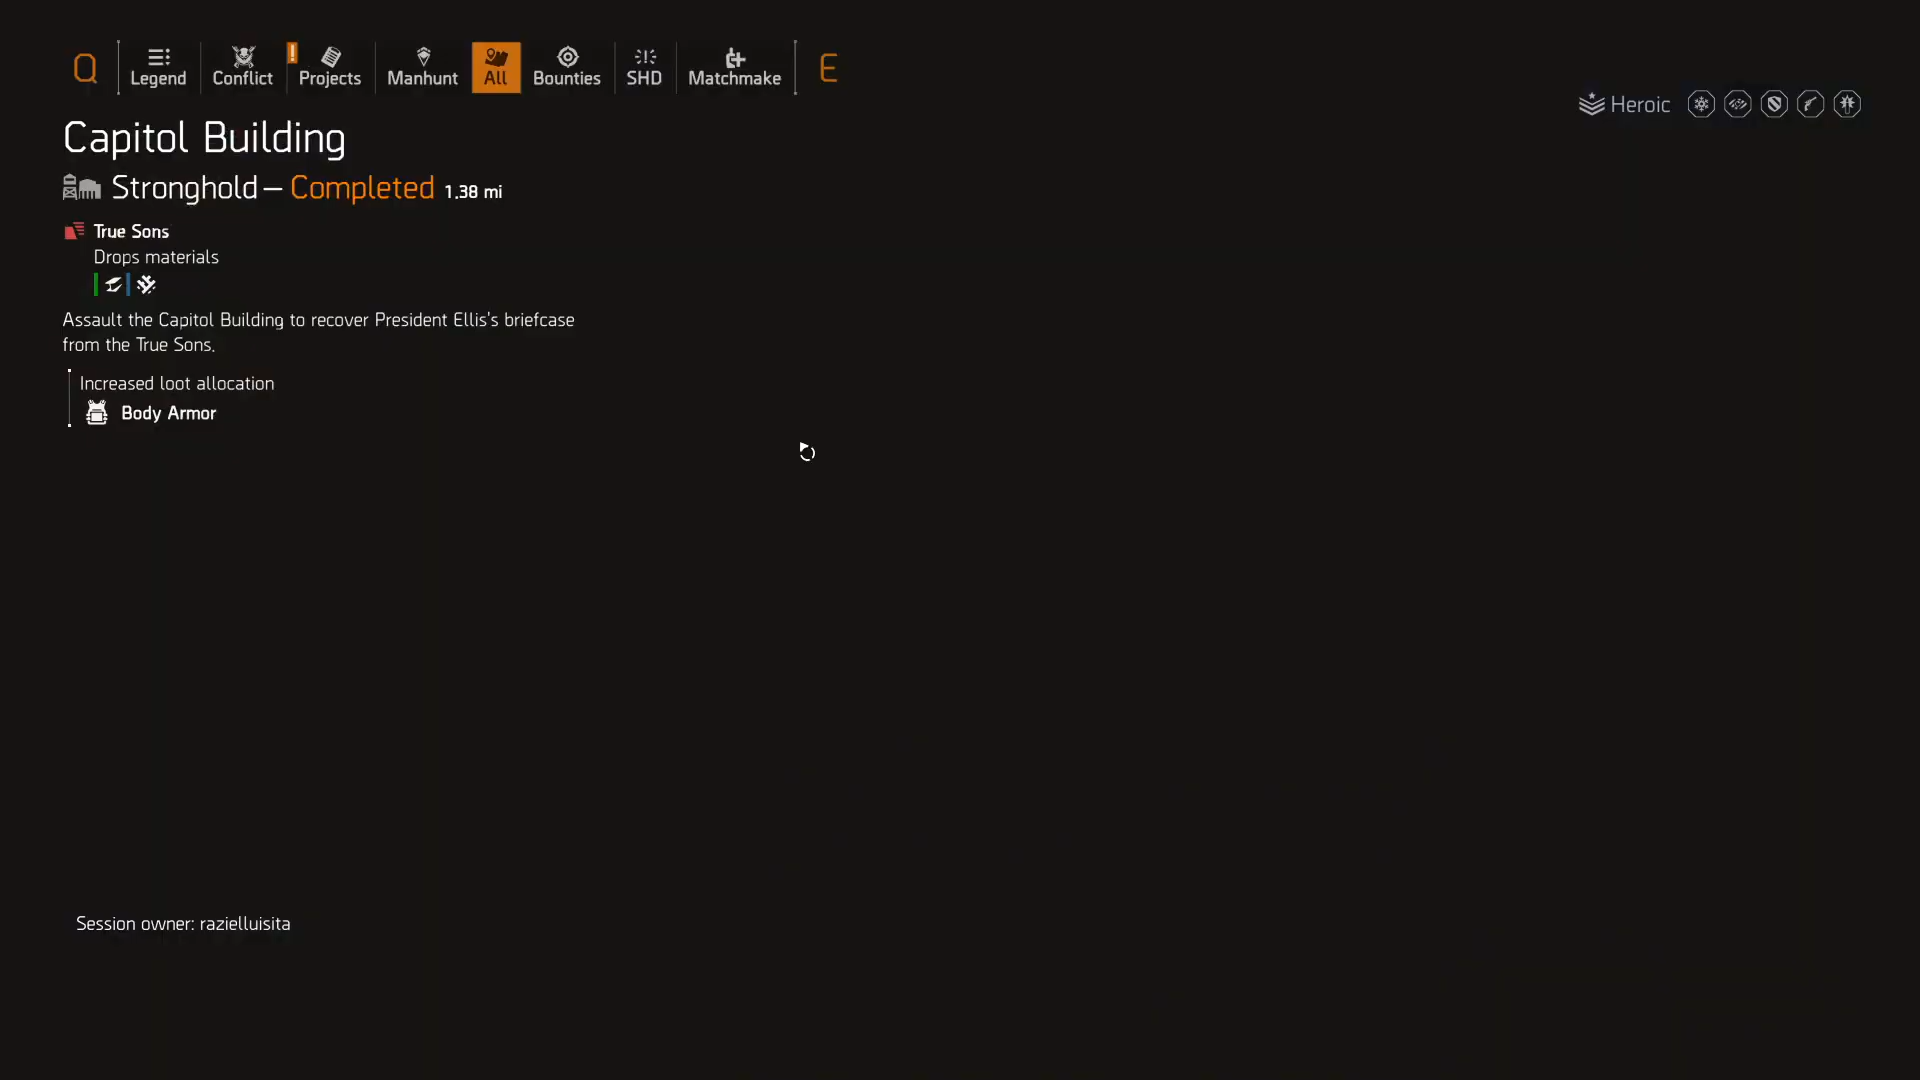 Q Legend Conflict ! Projects Manhunt All Bounties SHD Matchmake E
Heroic
Capitol Building
Stronghold – Completed 1.38 mi
True Sons
Drops materials
Assault the Capitol Building to recover President Ellis's briefcase
from the True Sons.
Increased loot allocation
Body Armor
Session owner: razielluisita